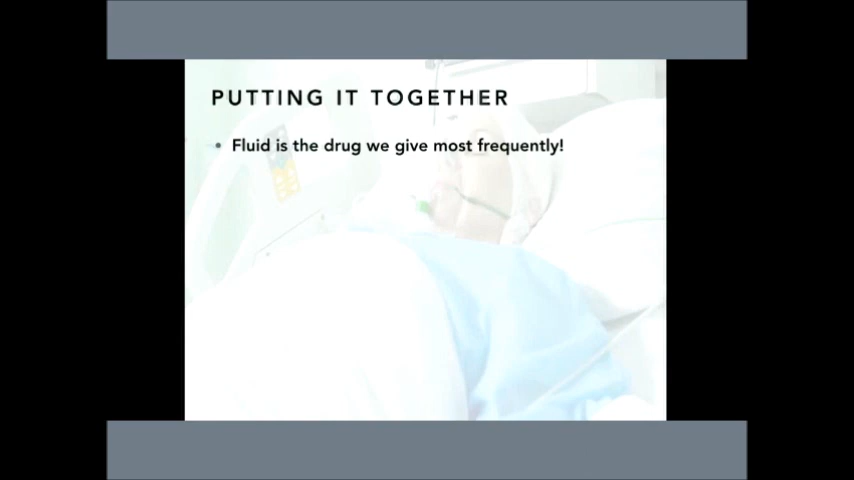 PUTTING IT TOGETHER
• Fluid is the drug we give most frequently!